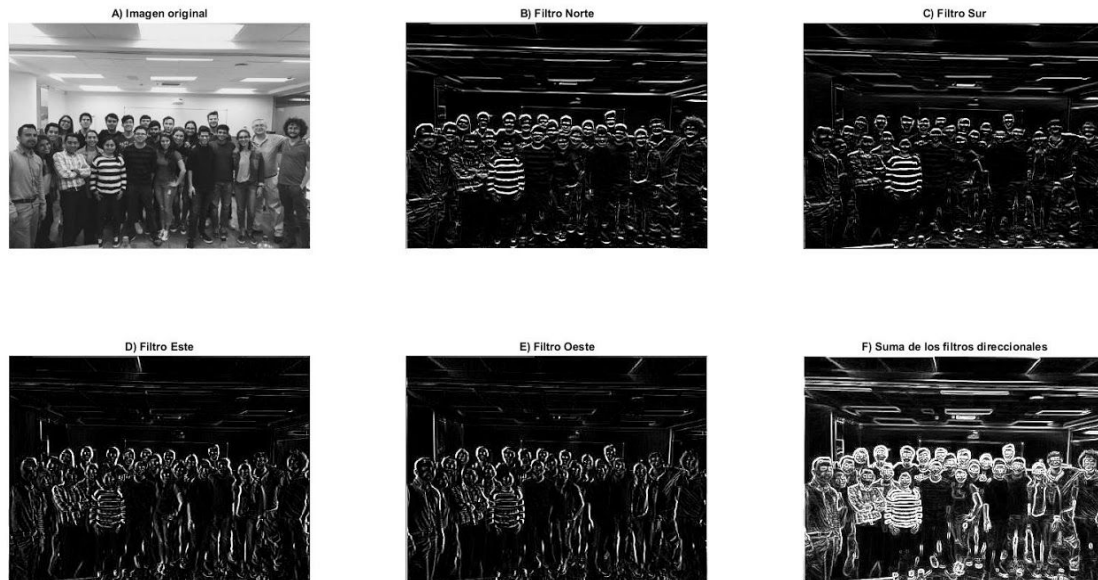 A) Imagen original
B) Filtro Norte
C) Filtro Sur
D) Filtro Este
E) Filtro Oeste
F) Suma de los filtros direccionales